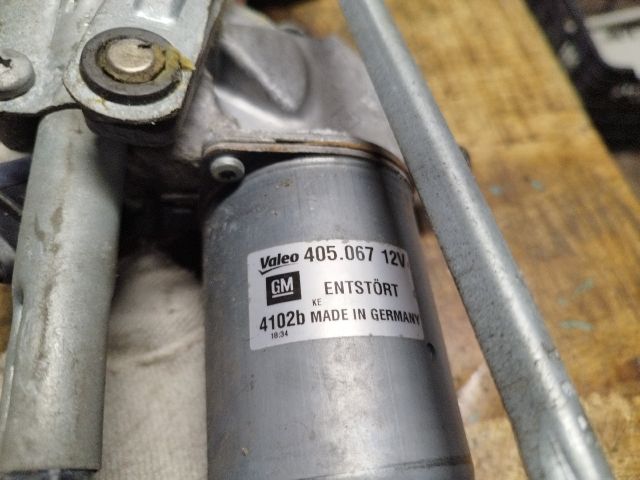 Valeo 405.067 12V
GM
ENTSTÖRT
KE
4102b MADE IN GERMANY
18:34